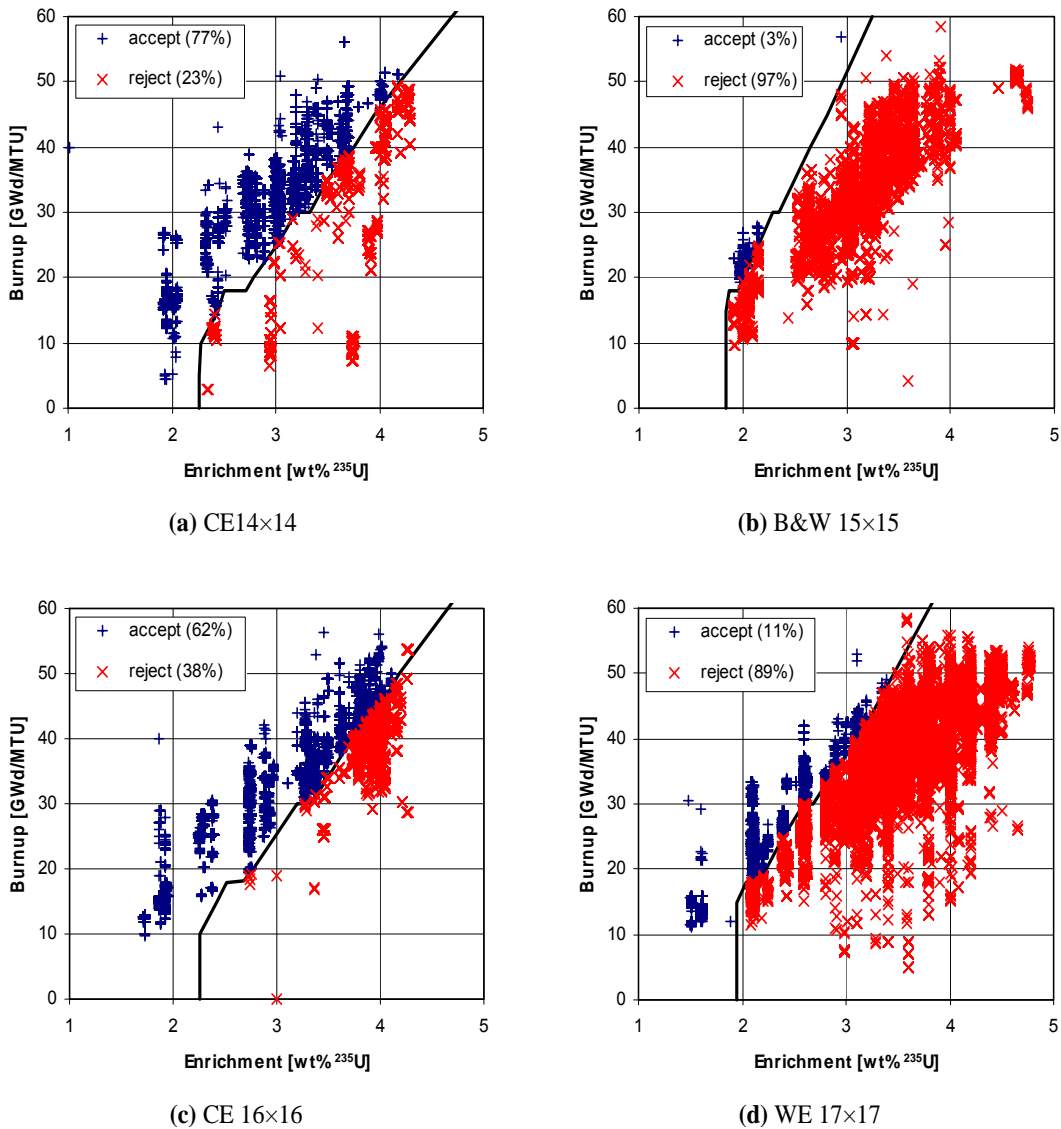 60
50
40
30
20
10
0
Burnup [GWd/MTU]
accept (77%)
reject (23%)
1 2 3 4 5
Enrichment [wt% ²³⁵U]
(a) CE14×14
60
50
40
30
20
10
0
Burnup [GWd/MTU]
accept (3%)
reject (97%)
1 2 3 4 5
Enrichment [wt% ²³⁵U]
(b) B&W 15×15
60
50
40
30
20
10
0
Burnup [GWd/MTU]
accept (62%)
reject (38%)
1 2 3 4 5
Enrichment [wt% ²³⁵U]
(c) CE 16×16
60
50
40
30
20
10
0
Burnup [GWd/MTU]
accept (11%)
reject (89%)
1 2 3 4 5
Enrichment [wt% ²³⁵U]
(d) WE 17×17